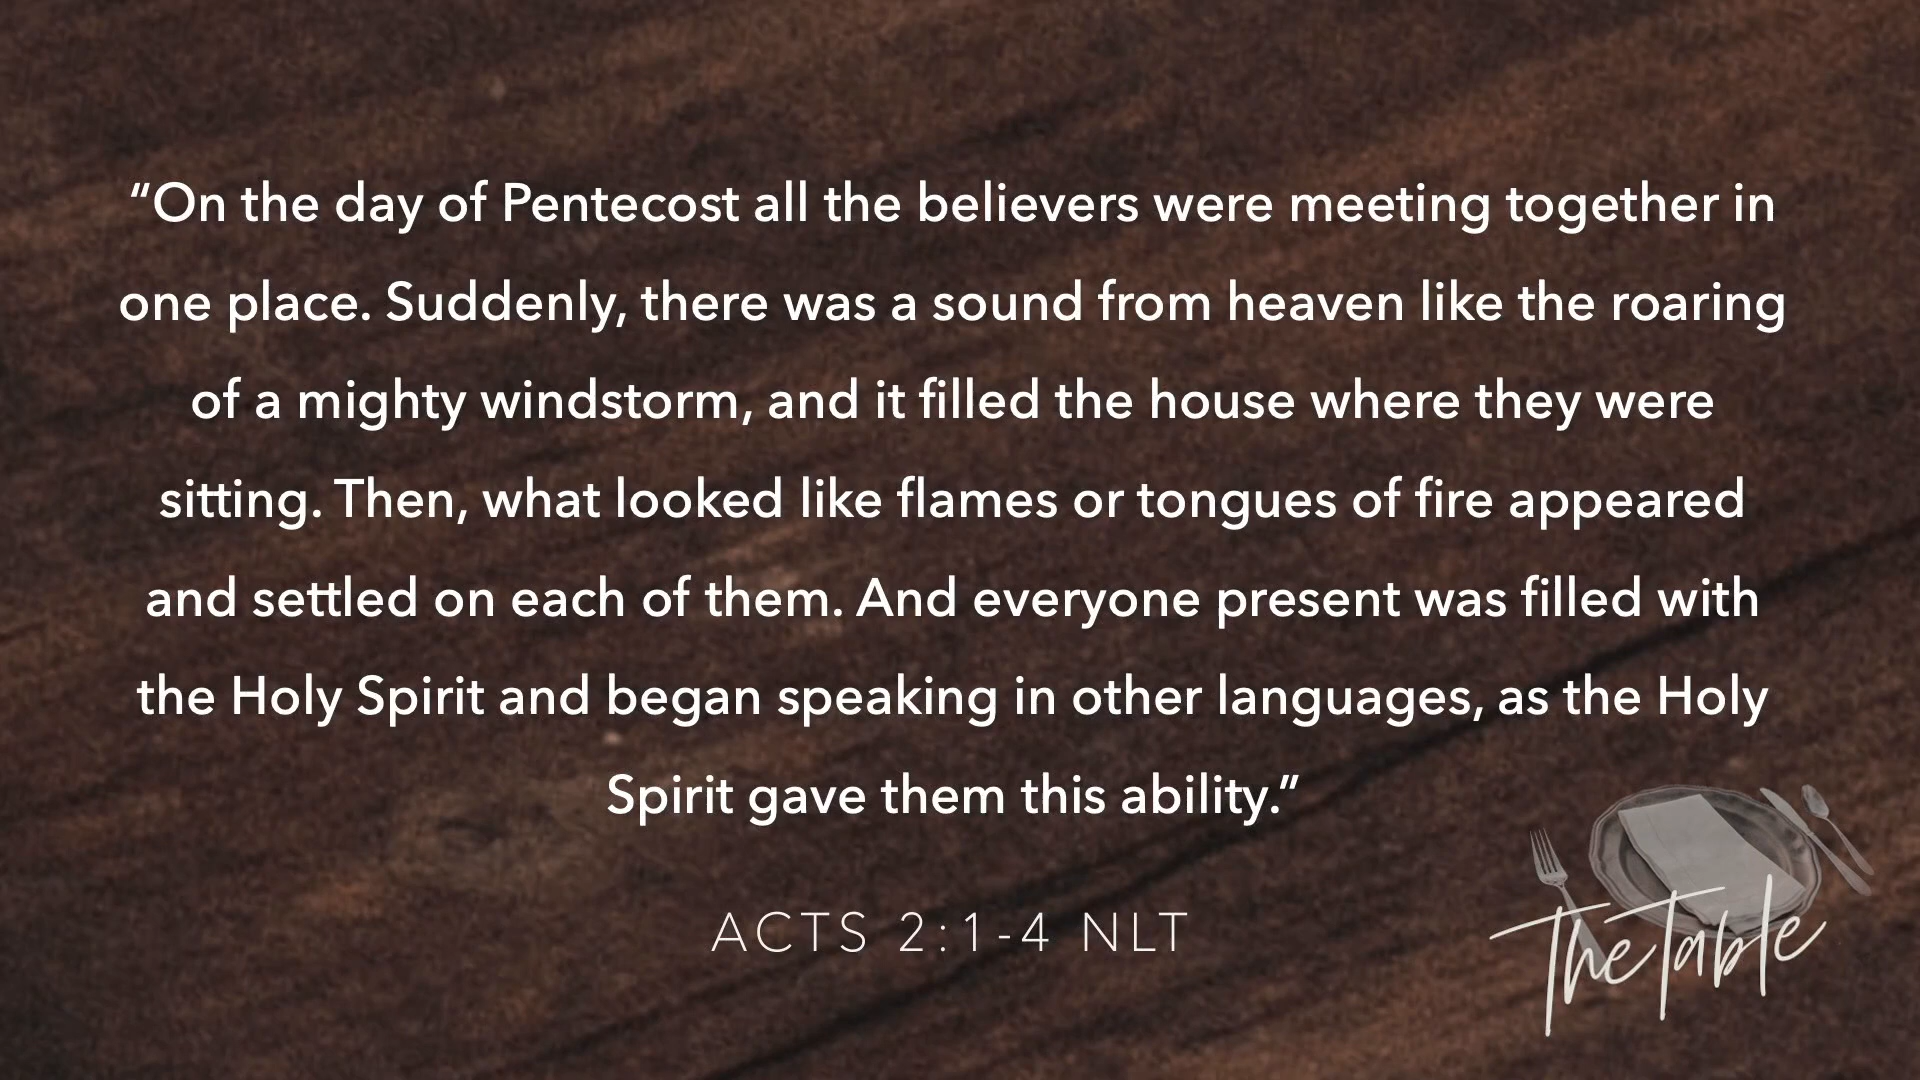 “On the day of Pentecost all the believers were meeting together in
one place. Suddenly, there was a sound from heaven like the roaring
of a mighty windstorm, and it filled the house where they were
sitting. Then, what looked like flames or tongues of fire appeared
and settled on each of them. And everyone present was filled with
the Holy Spirit and began speaking in other languages, as the Holy
Spirit gave them this ability.”
ACTS 2:1-4 NLT
The Table